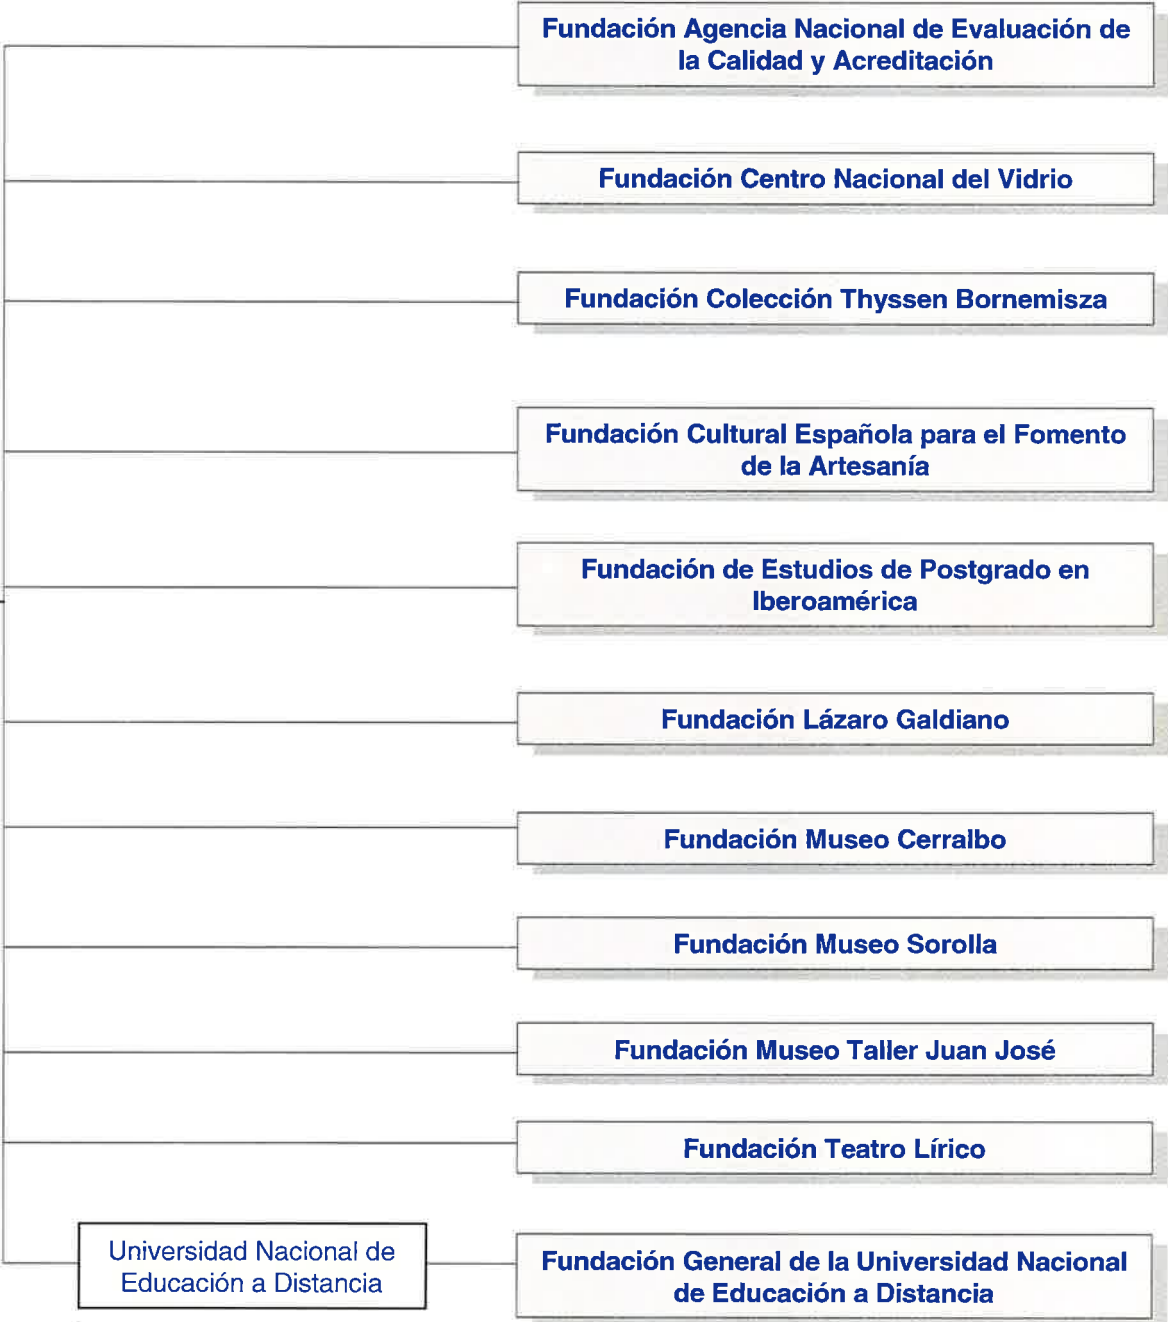 Fundación Agencia Nacional de Evaluación de
la Calidad y Acreditación
Fundación Centro Nacional del Vidrio
Fundación Colección Thyssen Bornemisza
Fundación Cultural Española para el Fomento
de la Artesanía
Fundación de Estudios de Postgrado en
Iberoamérica
Fundación Lázaro Galdiano
Fundación Museo Cerralbo
Fundación Museo Sorolla
Fundación Museo Taller Juan José
Fundación Teatro Lírico
Universidad Nacional de
Educación a Distancia
Fundación General de la Universidad Nacional
de Educación a Distancia